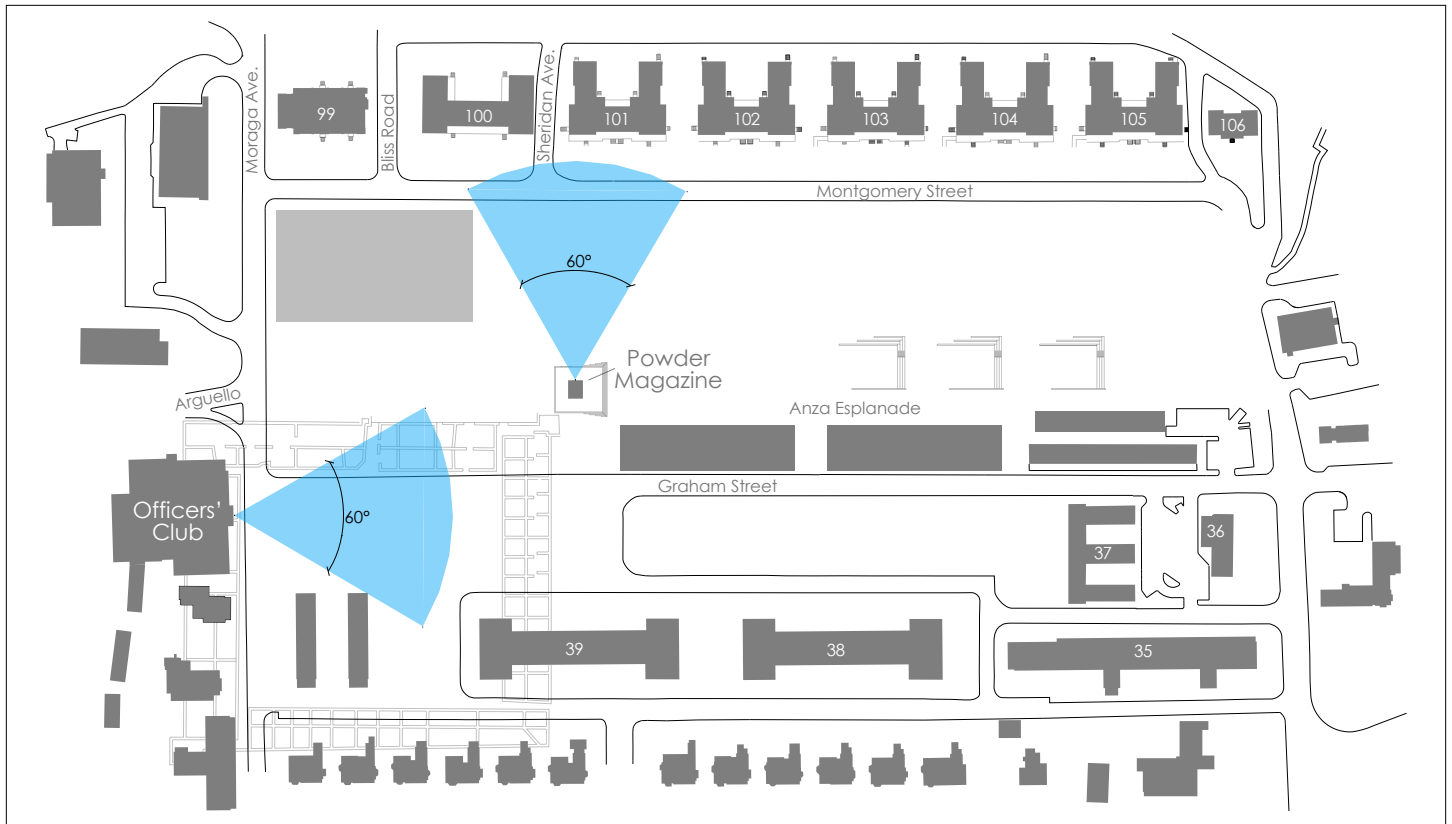 Moraga Ave.
99
Bliss Road
100
Sheridan Ave.
101
102
103
104
105
106
Montgomery Street
60°
Powder
Magazine
Arguello
Anza Esplanade
Graham Street
Officers'
Club
60°
37
36
39
38
35